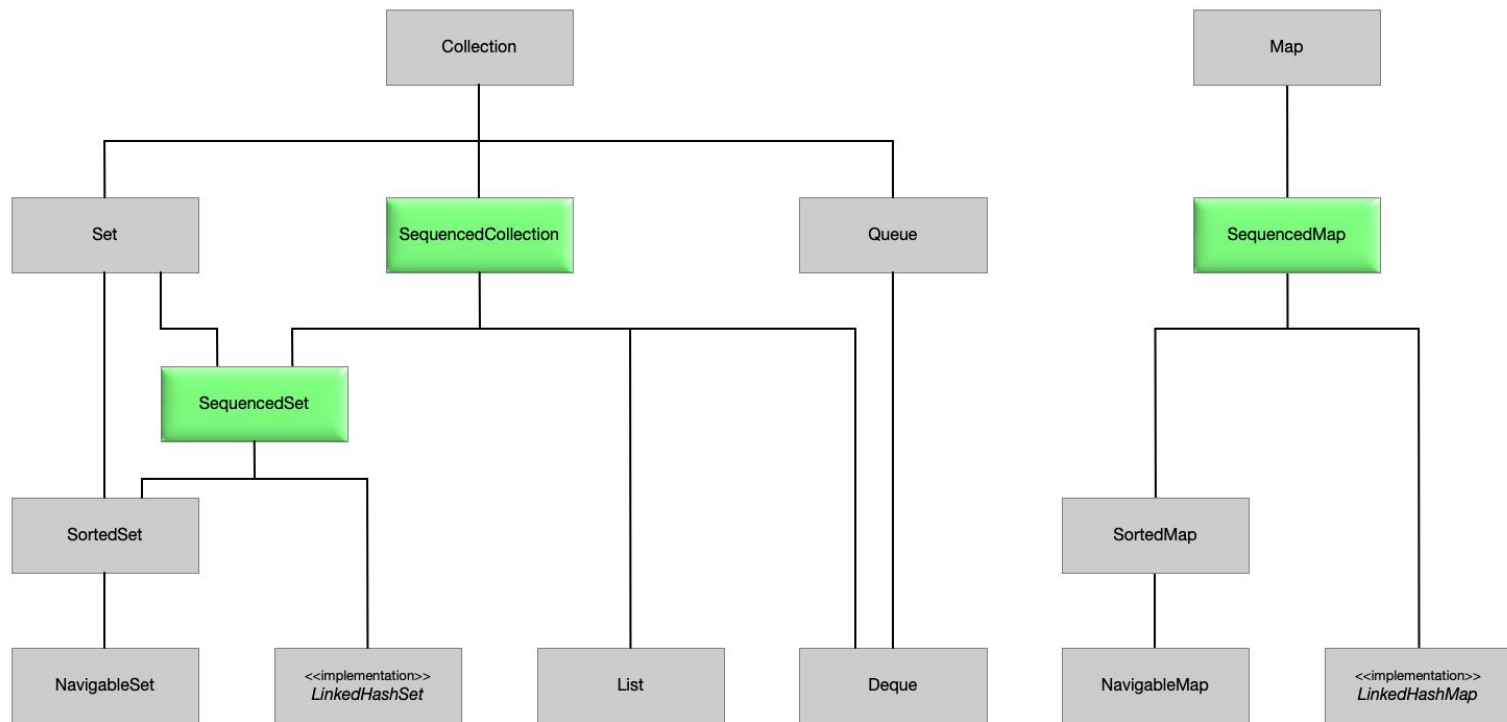 Collection
Map
Set
SequencedCollection
Queue
SequencedMap
SequencedSet
SortedSet
SortedMap
NavigableSet
<<implementation>>
LinkedHashSet
List
Deque
NavigableMap
<<implementation>>
LinkedHashMap